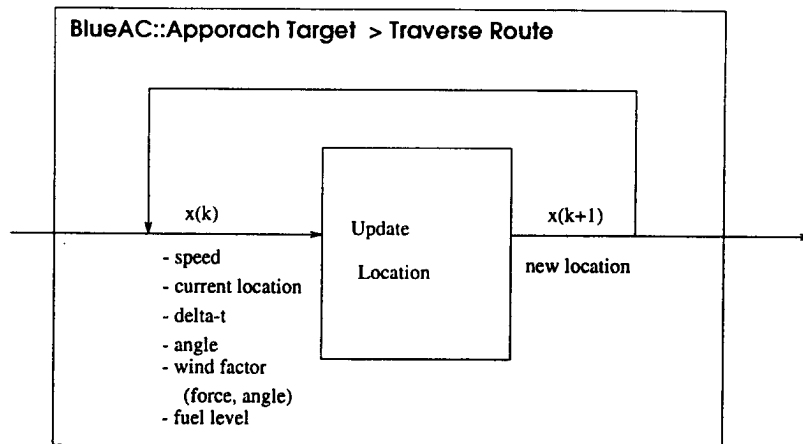 BlueAC::Apporach Target > Traverse Route
x(k)
Update
Location
x(k+1)
new location
- speed
- current location
- delta-t
- angle
- wind factor
(force, angle)
- fuel level